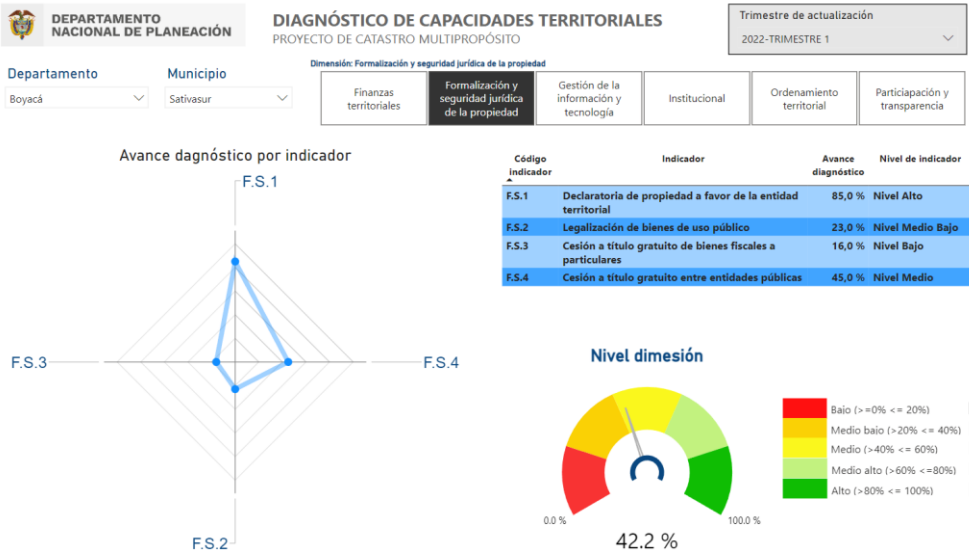 DEPARTAMENTO
NACIONAL DE PLANEACIÓN
DIAGNÓSTICO DE CAPACIDADES TERRITORIALES
PROYECTO DE CATASTRO MULTIPROPÓSITO
Trimestre de actualización
2022-TRIMESTRE 1
Departamento
Boyacá
Municipio
Sativasur
Dimensión: Formalización y seguridad jurídica de la propiedad
Finanzas
territoriales
Formalización y
seguridad jurídica
de la propiedad
Gestión de la
información y
tecnología
Institucional
Ordenamiento
territorial
Particiapación y
transparencia
Avance dagnóstico por indicador
F.S.1
F.S.3
F.S.4
F.S.2
Código
indicador
Indicador
Avance
diagnóstico
Nivel de indicador
F.S.1 Declaratoria de propiedad a favor de la entidad
territorial
85,0 % Nivel Alto
F.S.2 Legalización de bienes de uso público 23,0 % Nivel Medio Bajo
F.S.3 Cesión a título gratuito de bienes fiscales a
particulares
16,0 % Nivel Bajo
F.S.4 Cesión a título gratuito entre entidades públicas 45,0 % Nivel Medio
Nivel dimesión
0.0 %
100.0 %
42.2 %
Bajo (>=0% <= 20%)
Medio bajo (>20% <= 40%)
Medio (>40% <= 60%)
Medio alto (>60% <=80%)
Alto (>80% <= 100%)